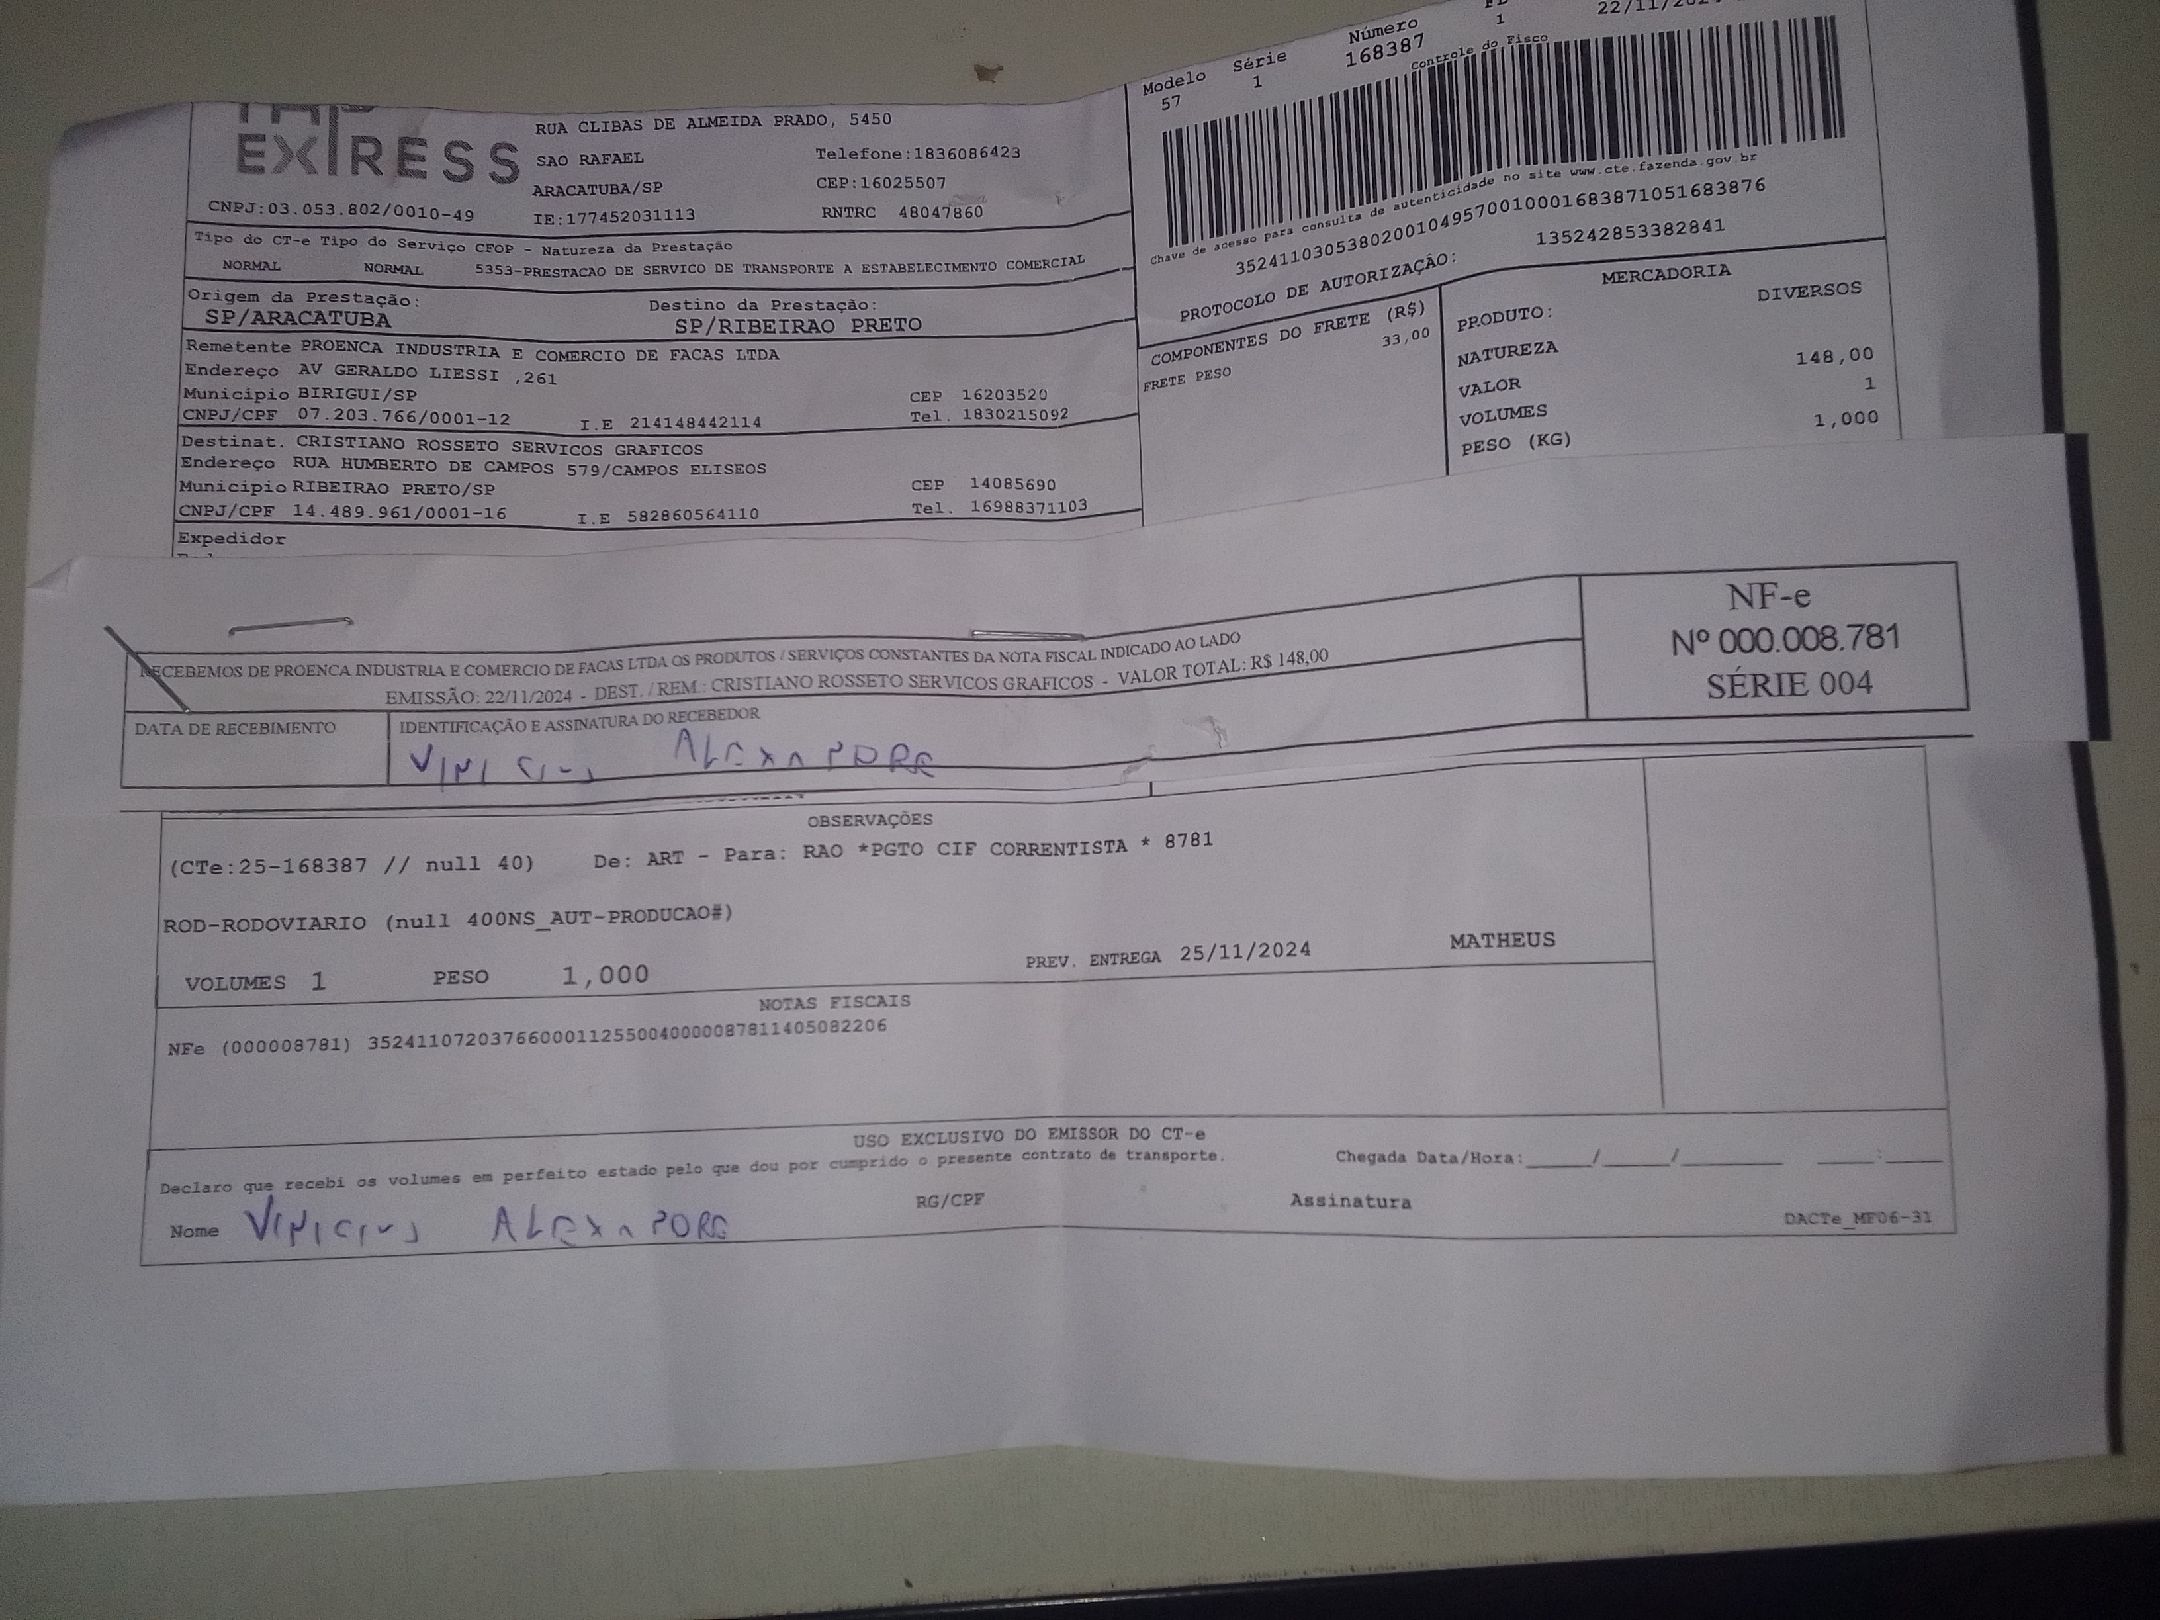 EXPRESS
RUA CLIBAS DE ALMEIDA PRADO, 5450
SAO RAFAEL Telefone:1836086423
ARACATUBA/SP CEP:16025507
CNPJ:03.053.802/0010-49 IE:177452031113 RNTRC 48047860
Tipo do CT-e Tipo do Serviço CFOP - Natureza da Prestação
NORMAL NORMAL 5353-PRESTACAO DE SERVICO DE TRANSPORTE A ESTABELECIMENTO COMERCIAL
Origem da Prestação: Destino da Prestação:
SP/ARACATUBA SP/RIBEIRAO PRETO
Remetente PROENCA INDUSTRIA E COMERCIO DE FACAS LTDA
Endereço AV GERALDO LIESSI ,261
Municipio BIRIGUI/SP CEP 16203520
CNPJ/CPF 07.203.766/0001-12 I.E 214148442114 Tel. 1830215092
Destinat. CRISTIANO ROSSETO SERVICOS GRAFICOS
Endereço RUA HUMBERTO DE CAMPOS 579/CAMPOS ELISEOS
Municipio RIBEIRAO PRETO/SP CEP 14085690
CNPJ/CPF 14.489.961/0001-16 I.E 582860564110 Tel. 16988371103
Expedidor
Modelo Série Número
57 1 168387 1
Controle do Fisco
Chave de acesso para consulta de autenticidade no site www.cte.fazenda.gov.br
35241103053802001049570010001683871051683876
PROTOCOLO DE AUTORIZAÇÃO: 135242853382841
COMPONENTES DO FRETE (R$)
FRETE PESO 33,00
MERCADORIA
PRODUTO: DIVERSOS
NATUREZA
VALOR 148,00
VOLUMES 1
PESO (KG) 1,000
RECEBEMOS DE PROENCA INDUSTRIA E COMERCIO DE FACAS LTDA OS PRODUTOS / SERVIÇOS CONSTANTES DA NOTA FISCAL INDICADO AO LADO
EMISSÃO: 22/11/2024 - DEST. / REM.: CRISTIANO ROSSETO SERVICOS GRAFICOS - VALOR TOTAL: R$ 148,00
DATA DE RECEBIMENTO IDENTIFICAÇÃO E ASSINATURA DO RECEBEDOR
VINICIUS ALEXANDRE
NF-e
Nº 000.008.781
SÉRIE 004
OBSERVAÇÕES
(CTe:25-168387 // null 40) De: ART - Para: RAO *PGTO CIF CORRENTISTA * 8781
ROD-RODOVIARIO (null 400NS_AUT-PRODUCAO#)
VOLUMES 1 PESO 1,000 PREV. ENTREGA 25/11/2024 MATHEUS
NOTAS FISCAIS
NFe (000008781) 35241107203766000112550040000087811405082206
USO EXCLUSIVO DO EMISSOR DO CT-e
Declaro que recebi os volumes em perfeito estado pelo que dou por cumprido o presente contrato de transporte. Chegada Data/Hora:_____/_____/_______ ____:____
Nome VINICIUS ALEXANDRE RG/CPF Assinatura
DACTe_MF06-31